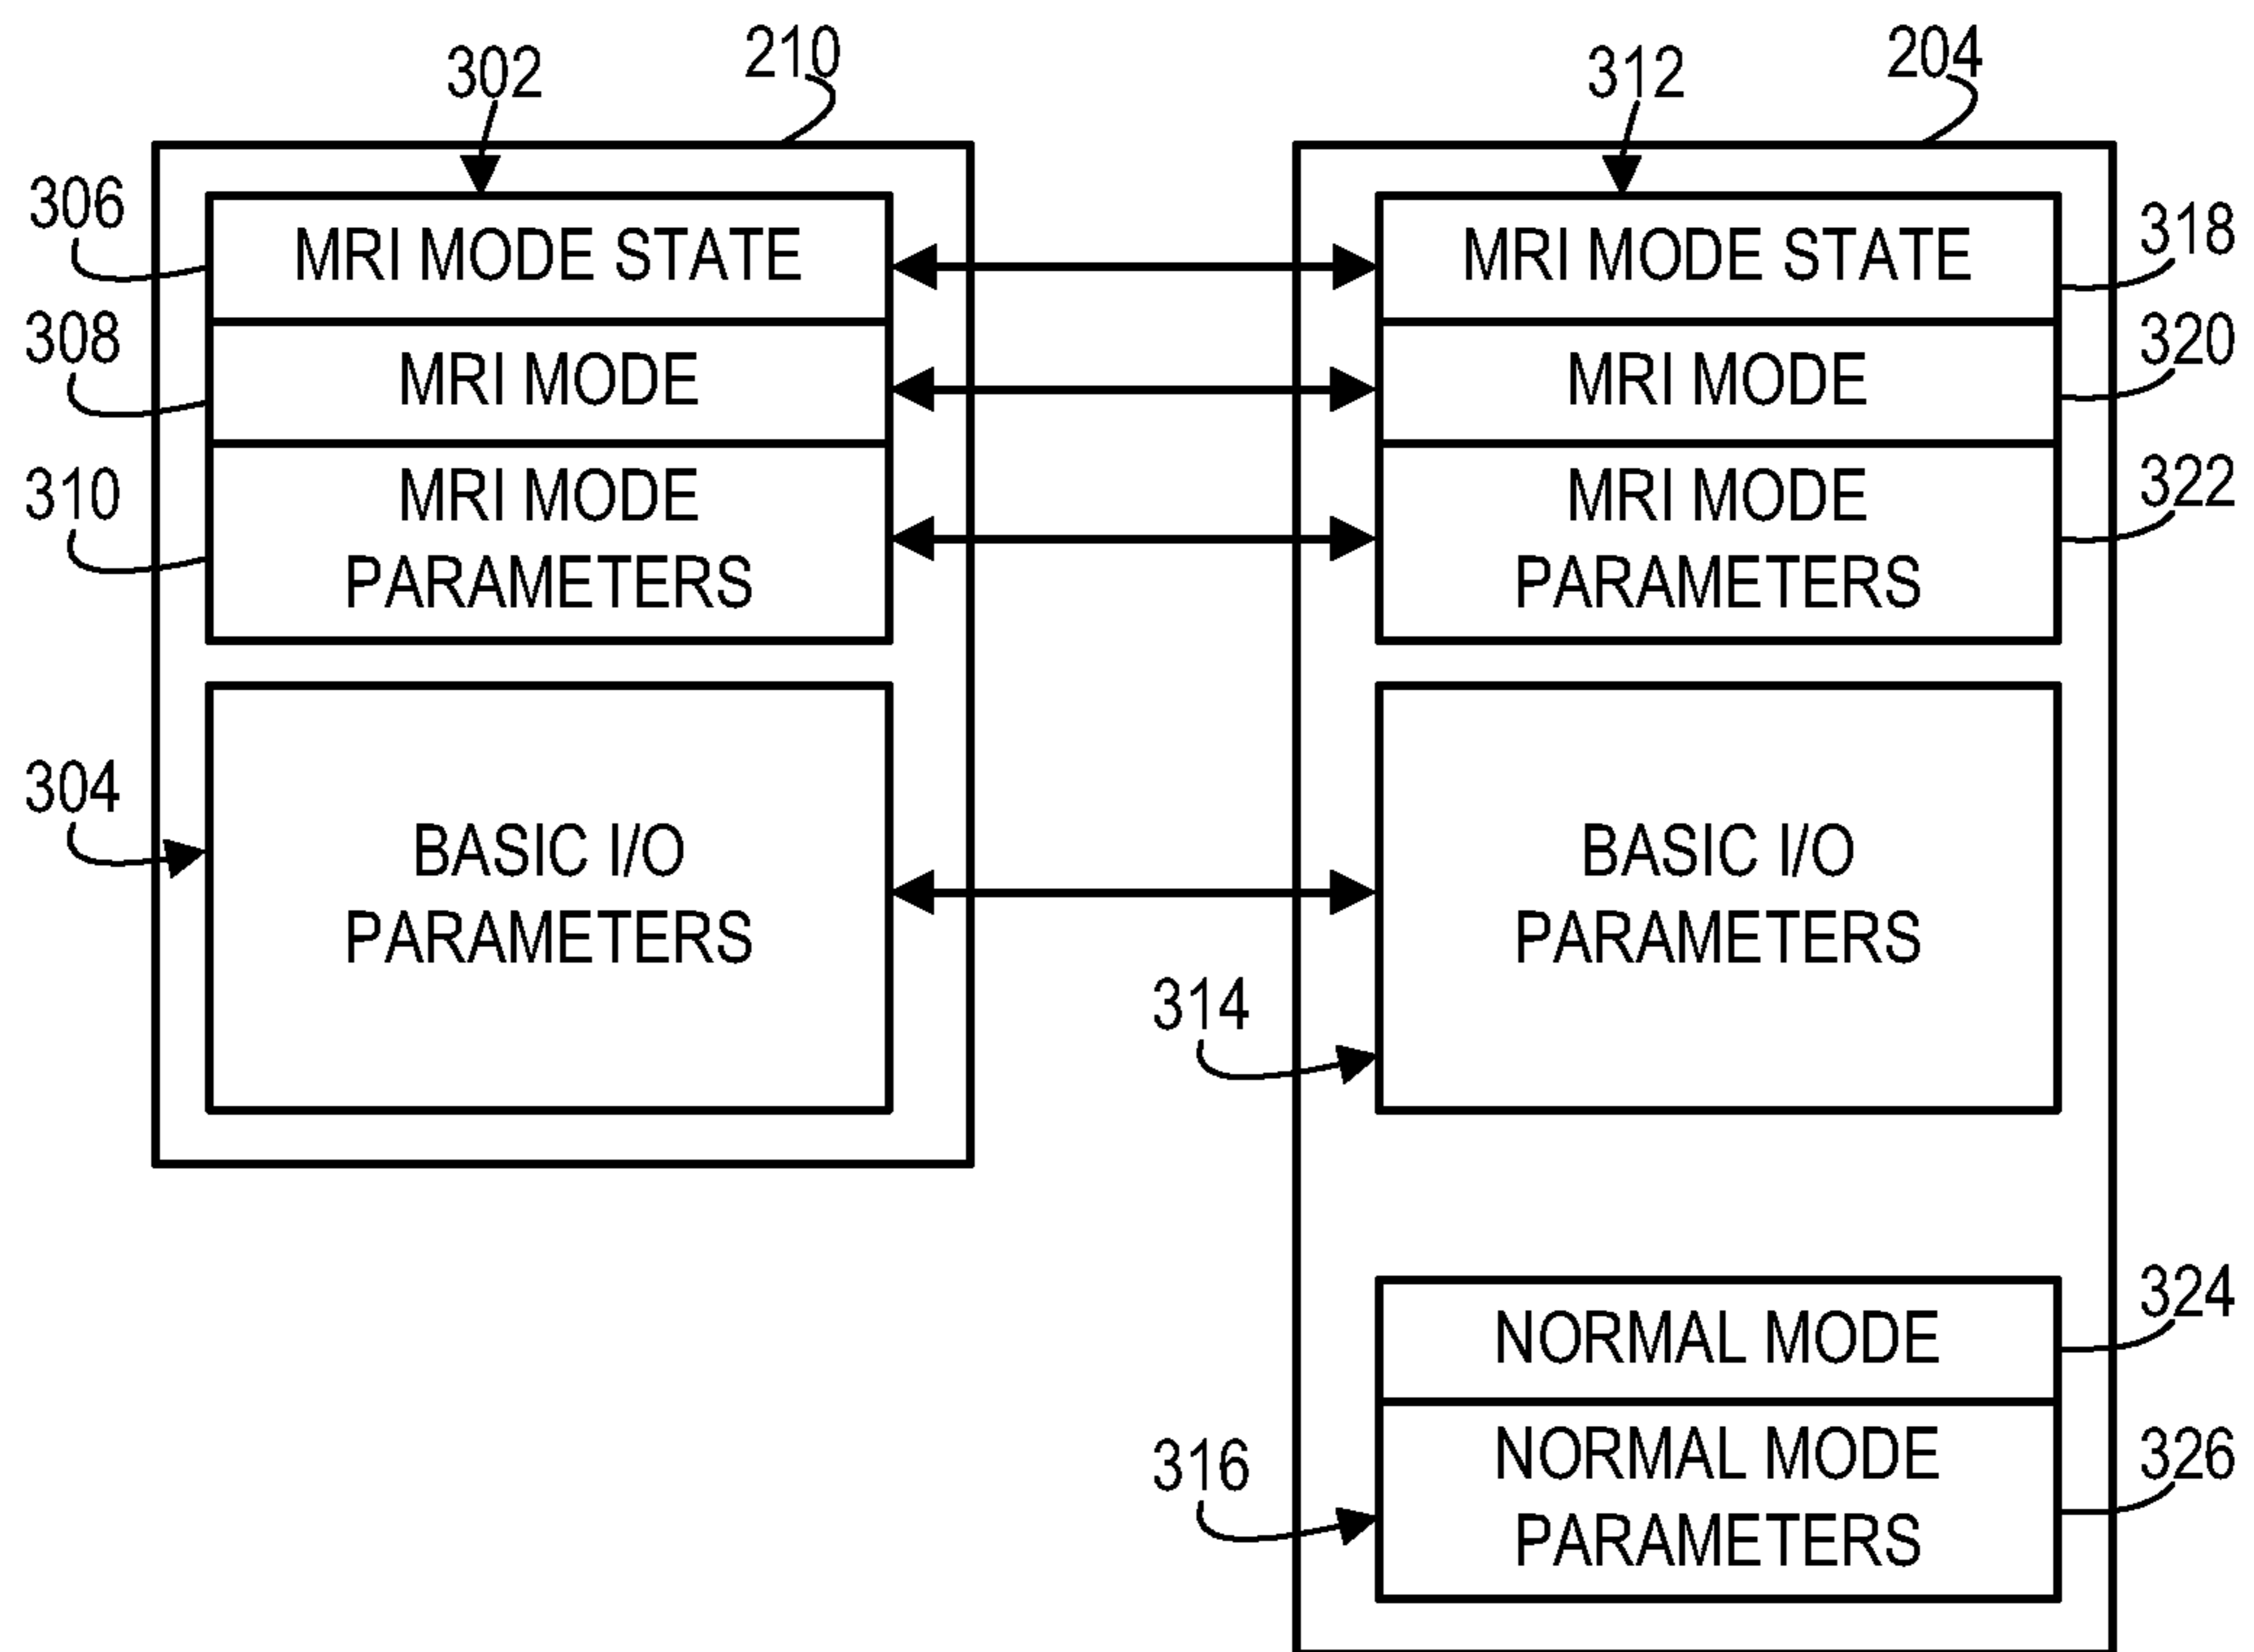 302
210
312
204
306
MRI MODE STATE
308
MRI MODE
310
MRI MODE
PARAMETERS
304
BASIC I/O
PARAMETERS
MRI MODE STATE
318
MRI MODE
320
MRI MODE
PARAMETERS
322
BASIC I/O
PARAMETERS
314
NORMAL MODE
324
316
NORMAL MODE
PARAMETERS
326